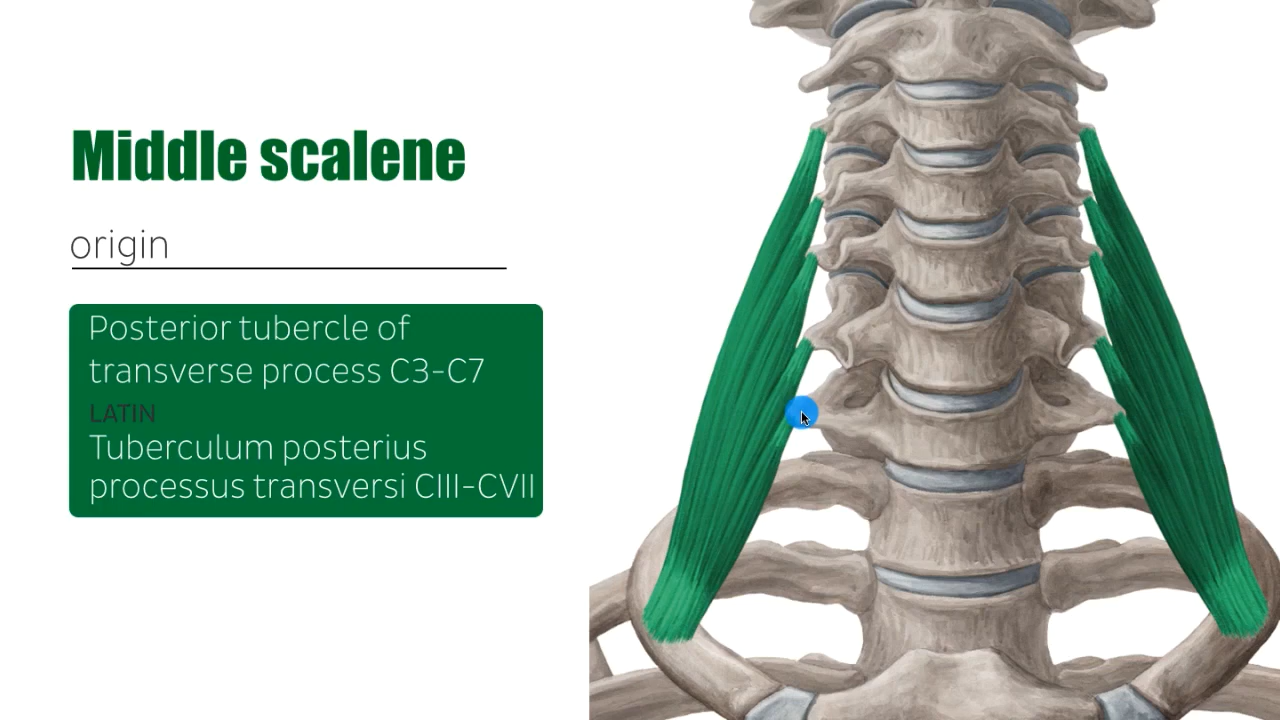 Middle scalene
origin
Posterior tubercle of
transverse process C3-C7
LATIN
Tuberculum posterius
processus transversi CIII-CVII